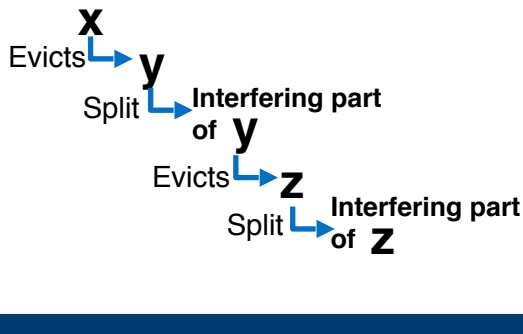 x
Evicts
y
Split
Interfering part
of y
Evicts
z
Split
Interfering part
of z